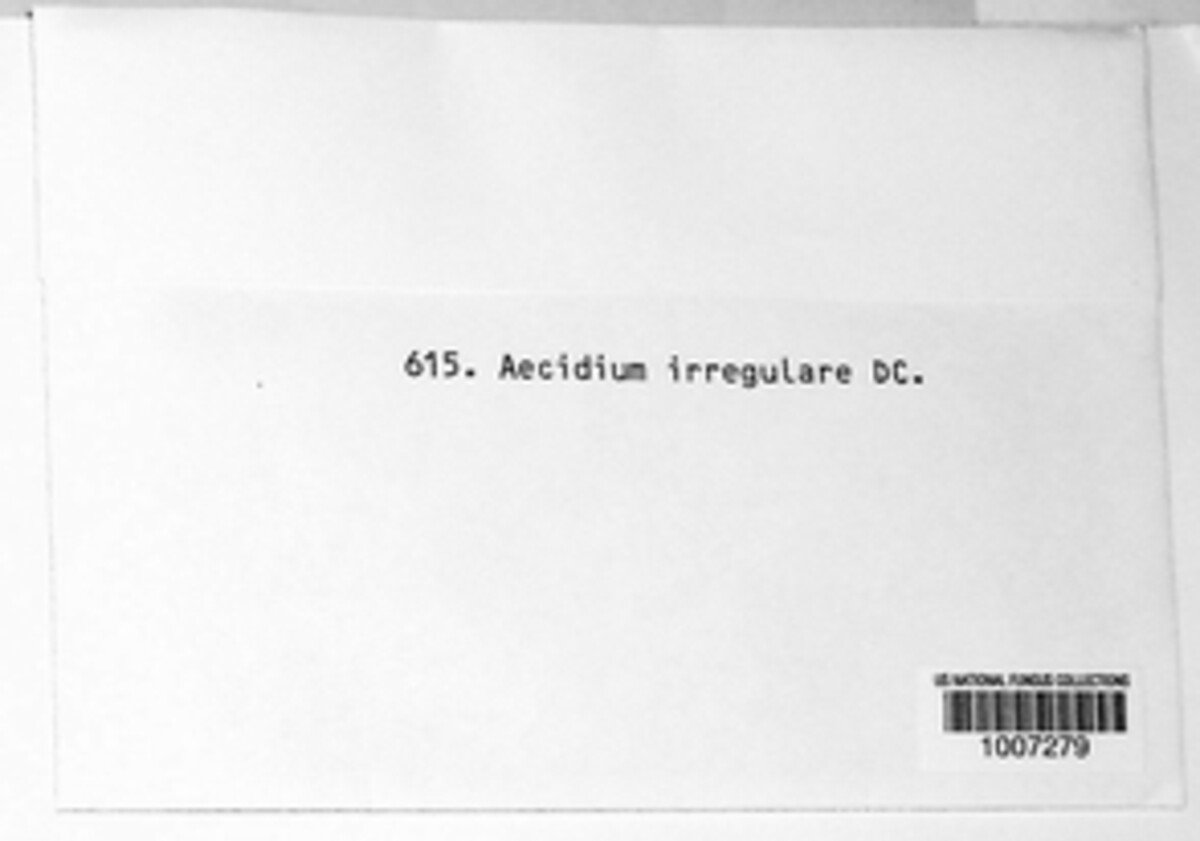 615. Aecidium irregulare DC.
US NATIONAL FUNGUS COLLECTIONS
1007279